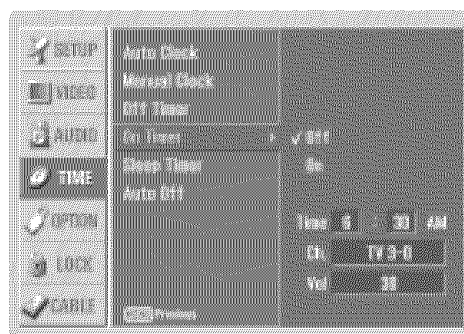 SETUP
VIDEO
AUDIO
TIME
OPTION
LOCK
CABLE
Auto Clock
Manual Clock
Off Timer
On Timer
Sleep Timer
Auto Off
Previous
✓ Off
On
Time 6 : 30 AM
Ch. TV 3-0
Vol 30